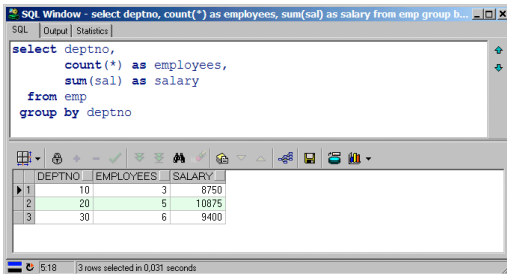 SQL Window - select deptno, count(*) as employees, sum(sal) as salary from emp group b...
SQL Output Statistics
select deptno,
count(*) as employees,
sum(sal) as salary
from emp
group by deptno
DEPTNO EMPLOYEES SALARY
1 10 3 8750
2 20 5 10875
3 30 6 9400
5:18 3 rows selected in 0,031 seconds